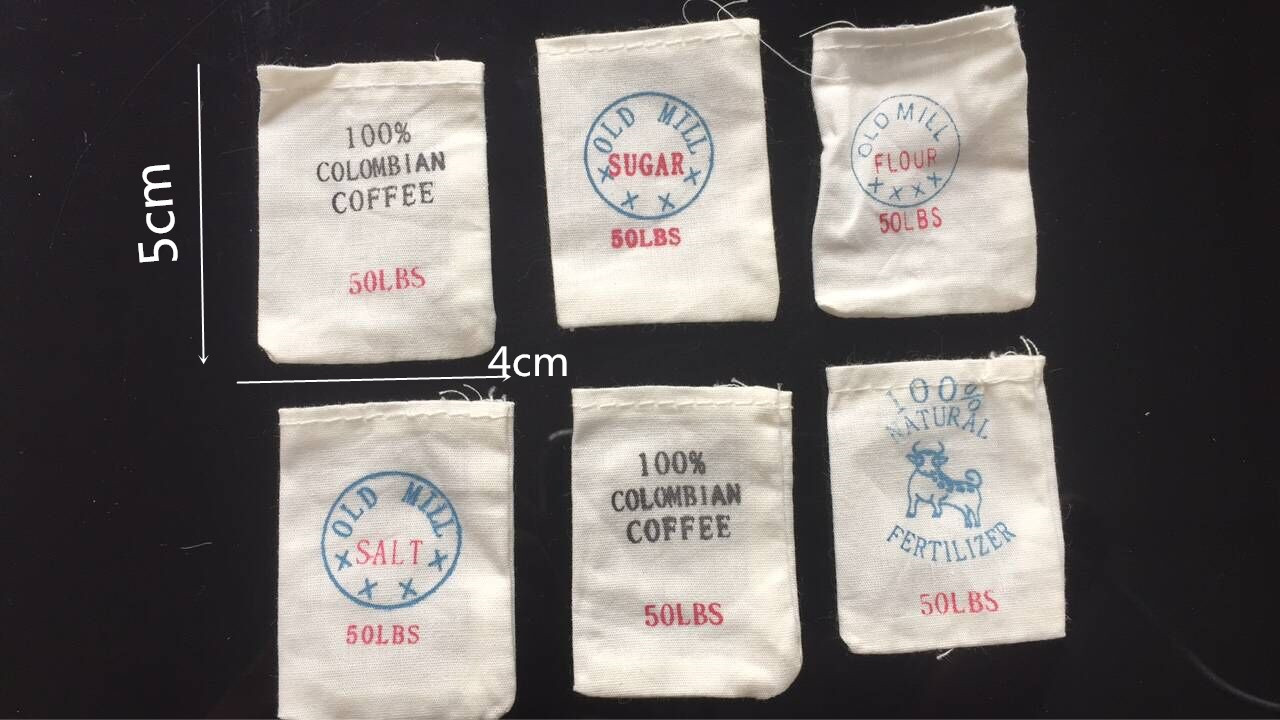 100%
COLOMBIAN
COFFEE
50LBS
OLD MILL
SUGAR
50LBS
OLD MILL
FLOUR
50LBS
5cm
4cm
OLD MILL
SALT
50LBS
100%
COLOMBIAN
COFFEE
50LBS
100%
NATURAL
FERTILIZER
50LBS